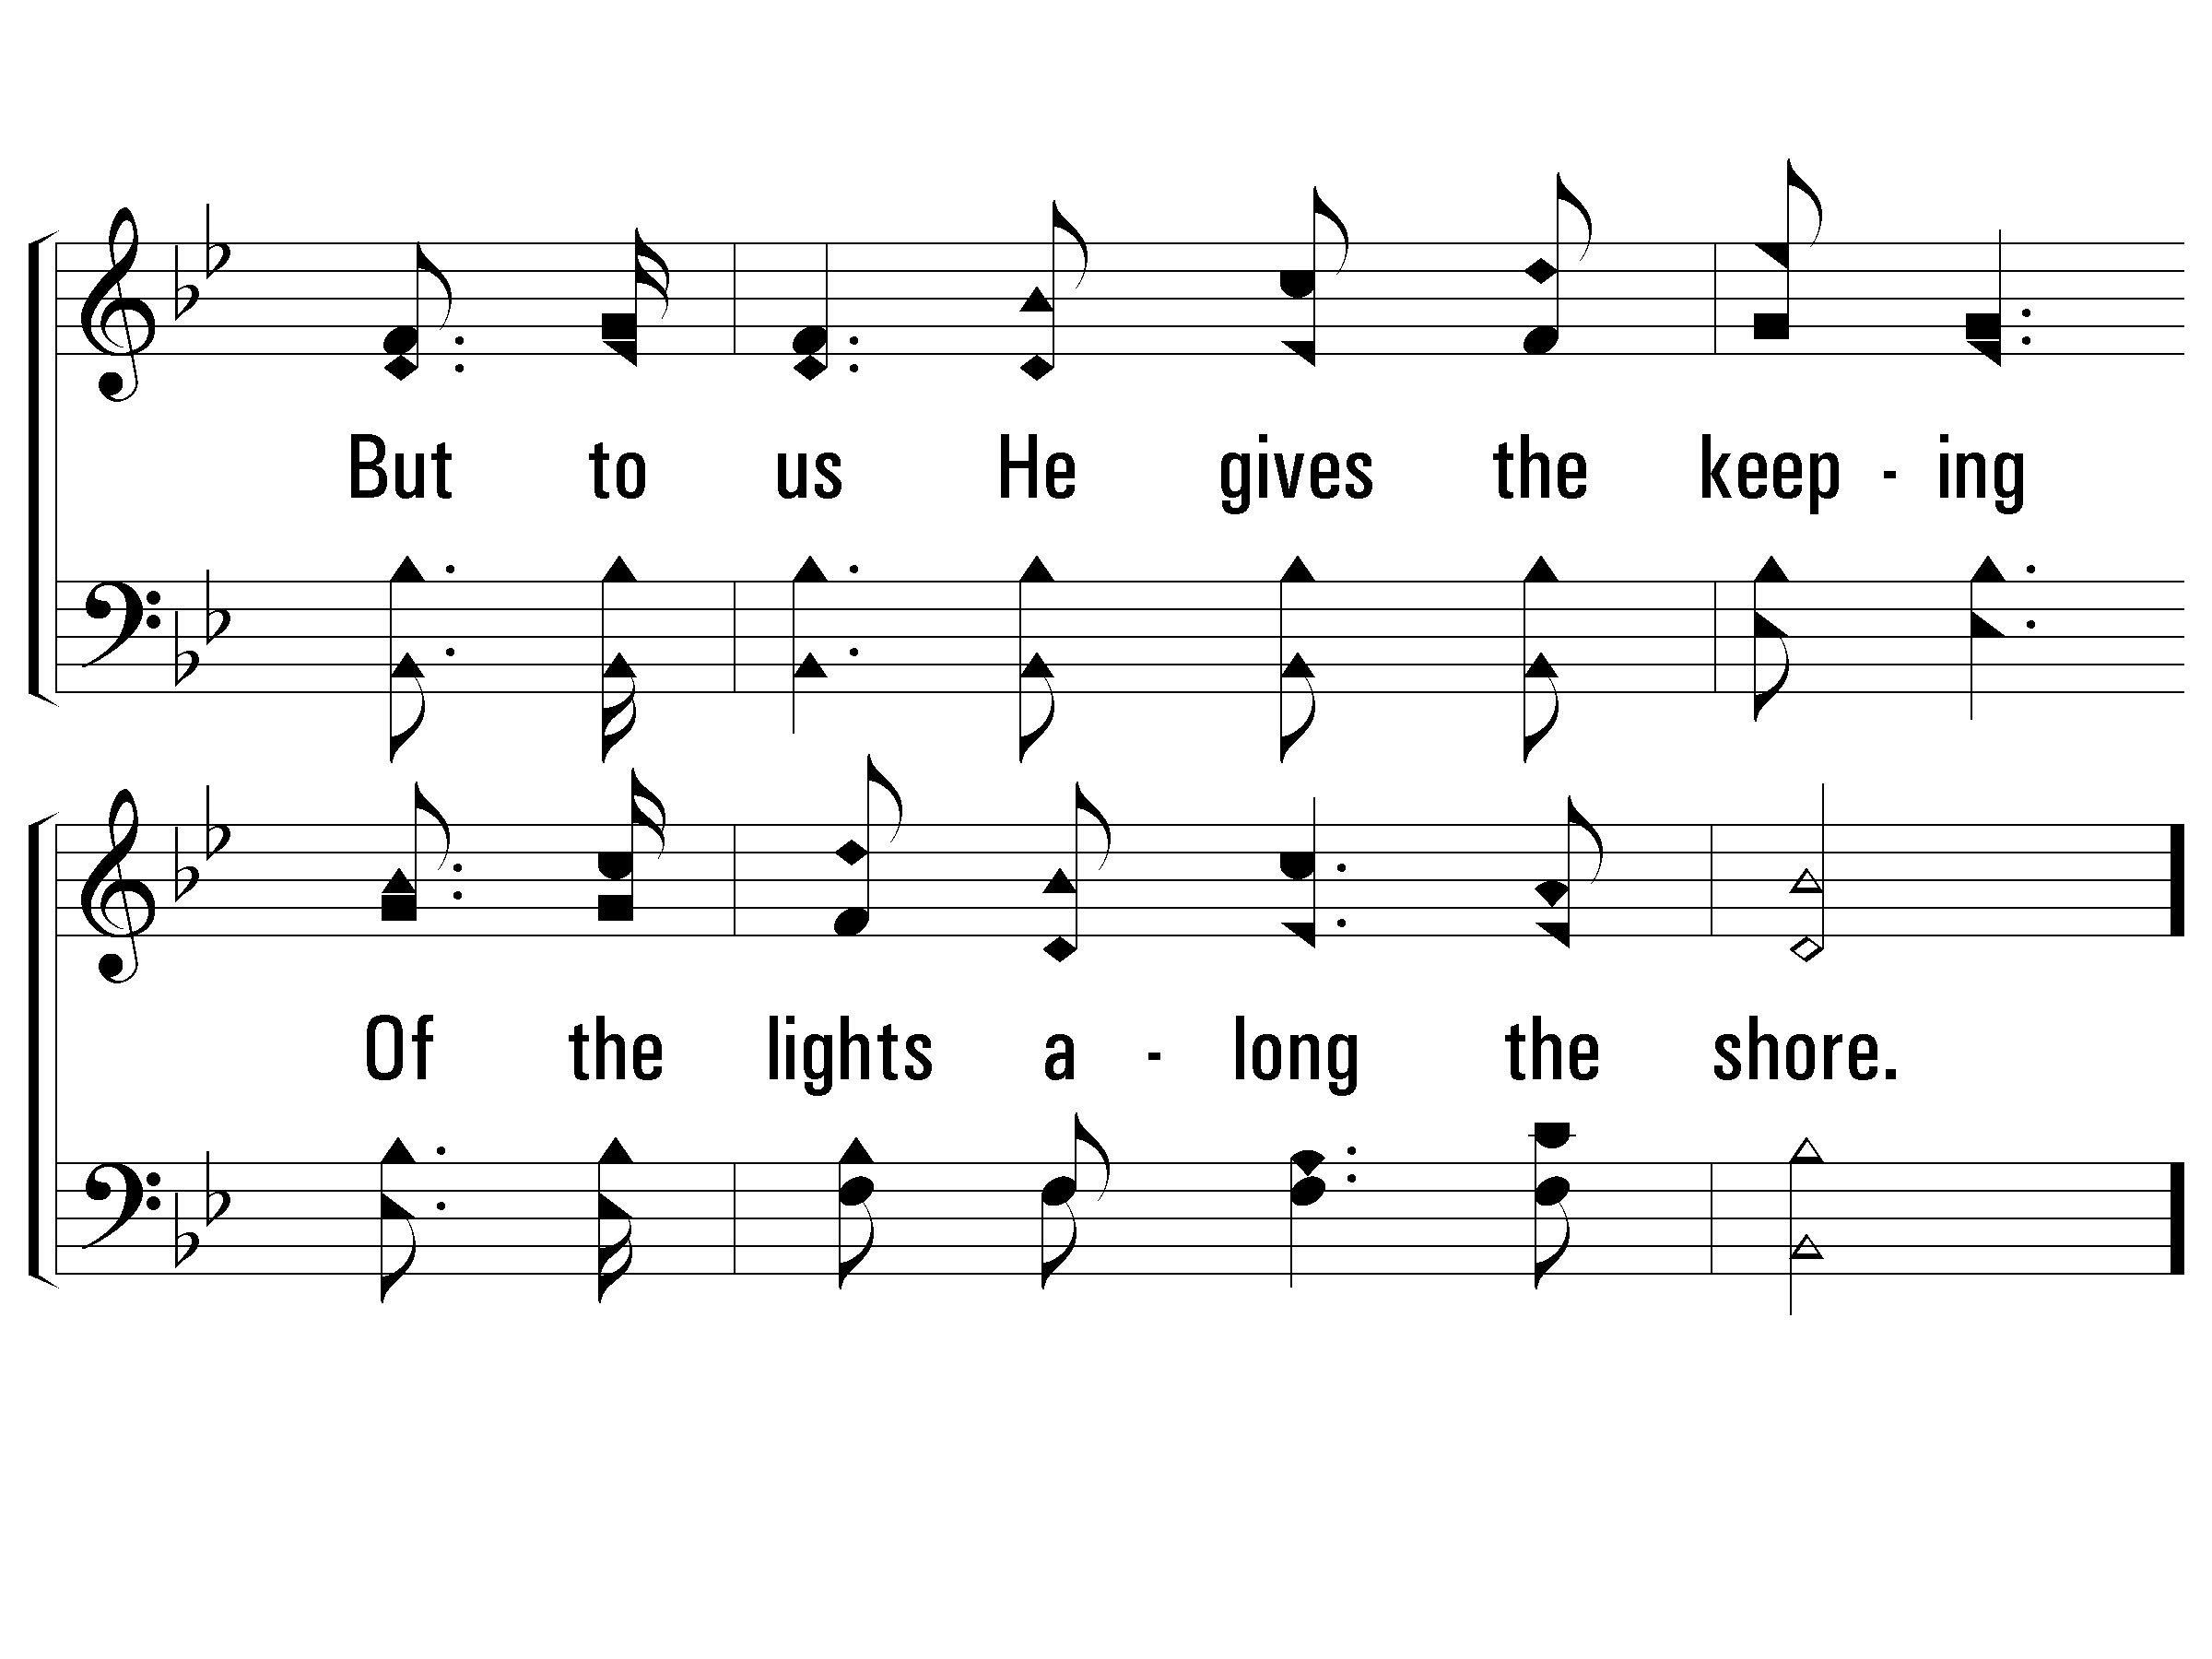 But to us He gives the keep - ing
Of the lights a - long the shore.